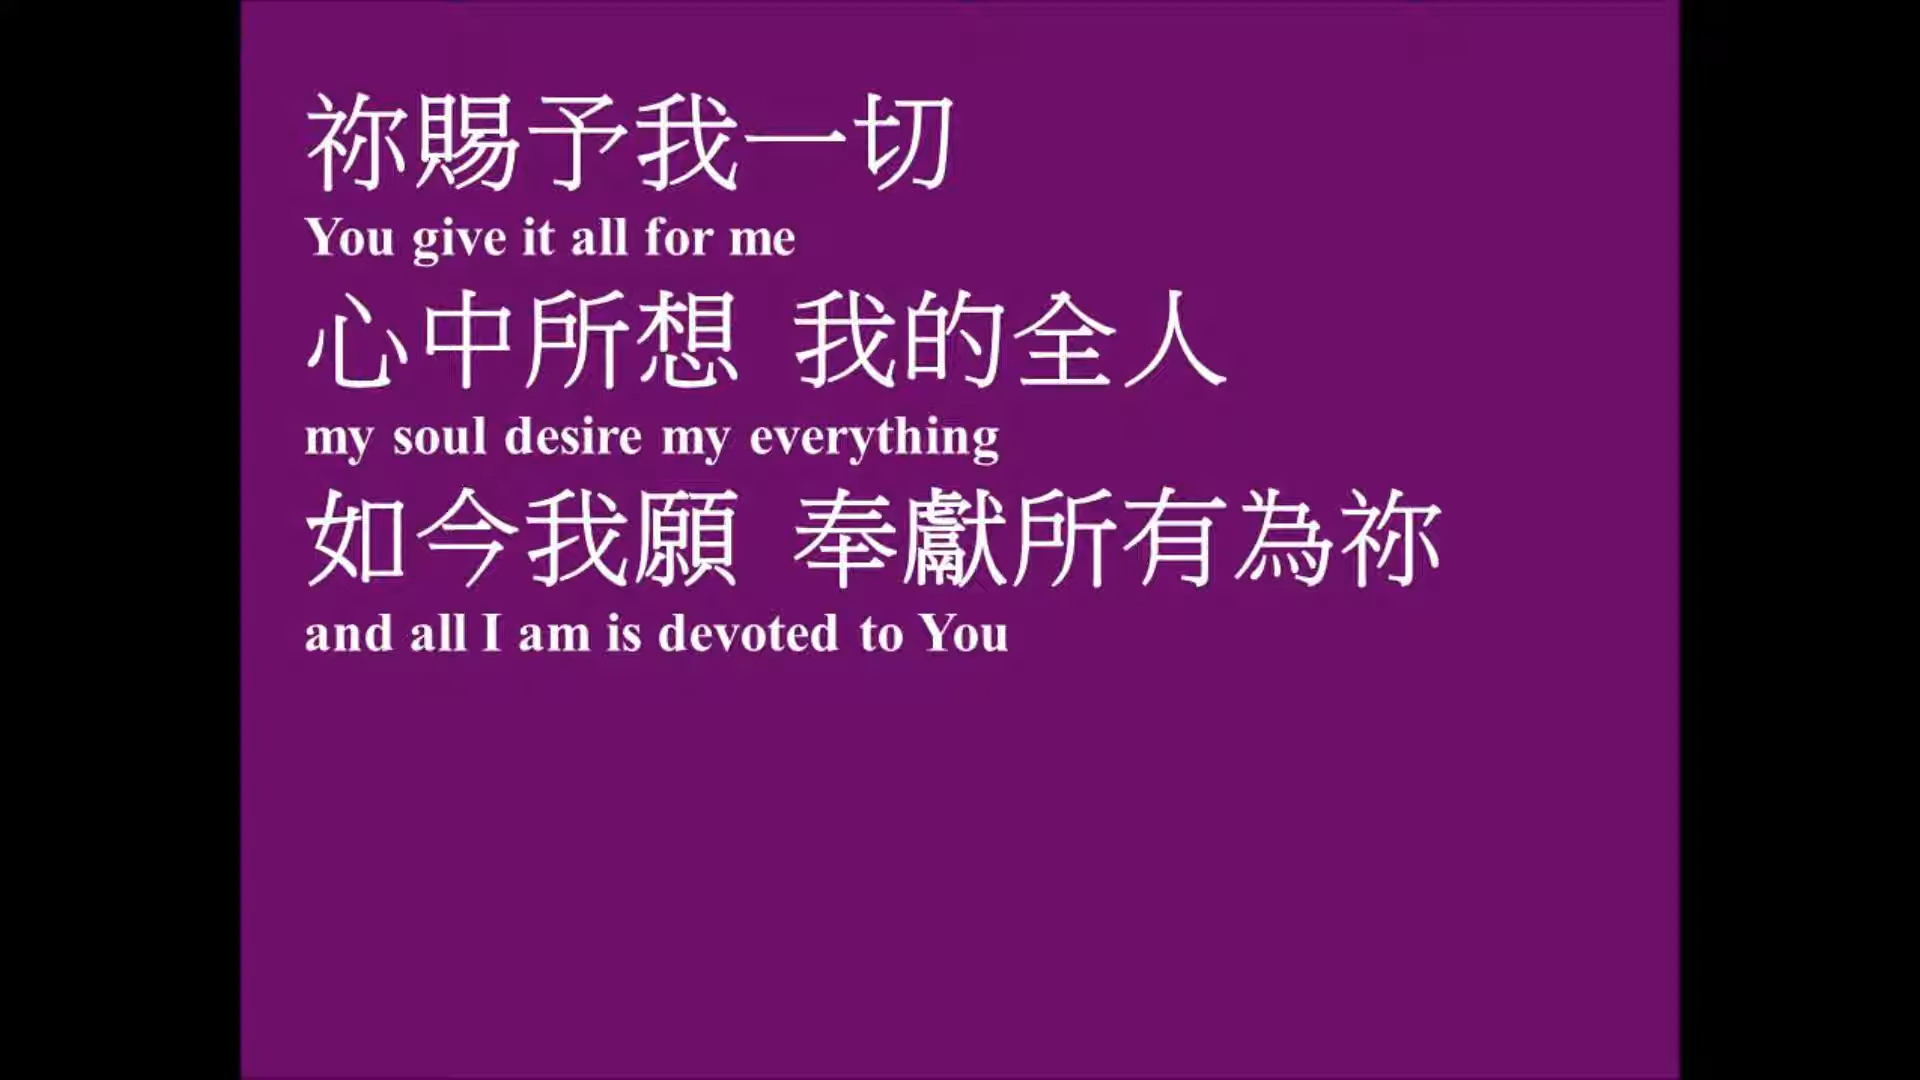 祢賜予我一切
You give it all for me
心中所想 我的全人
my soul desire my everything
如今我願 奉獻所有為祢
and all I am is devoted to You